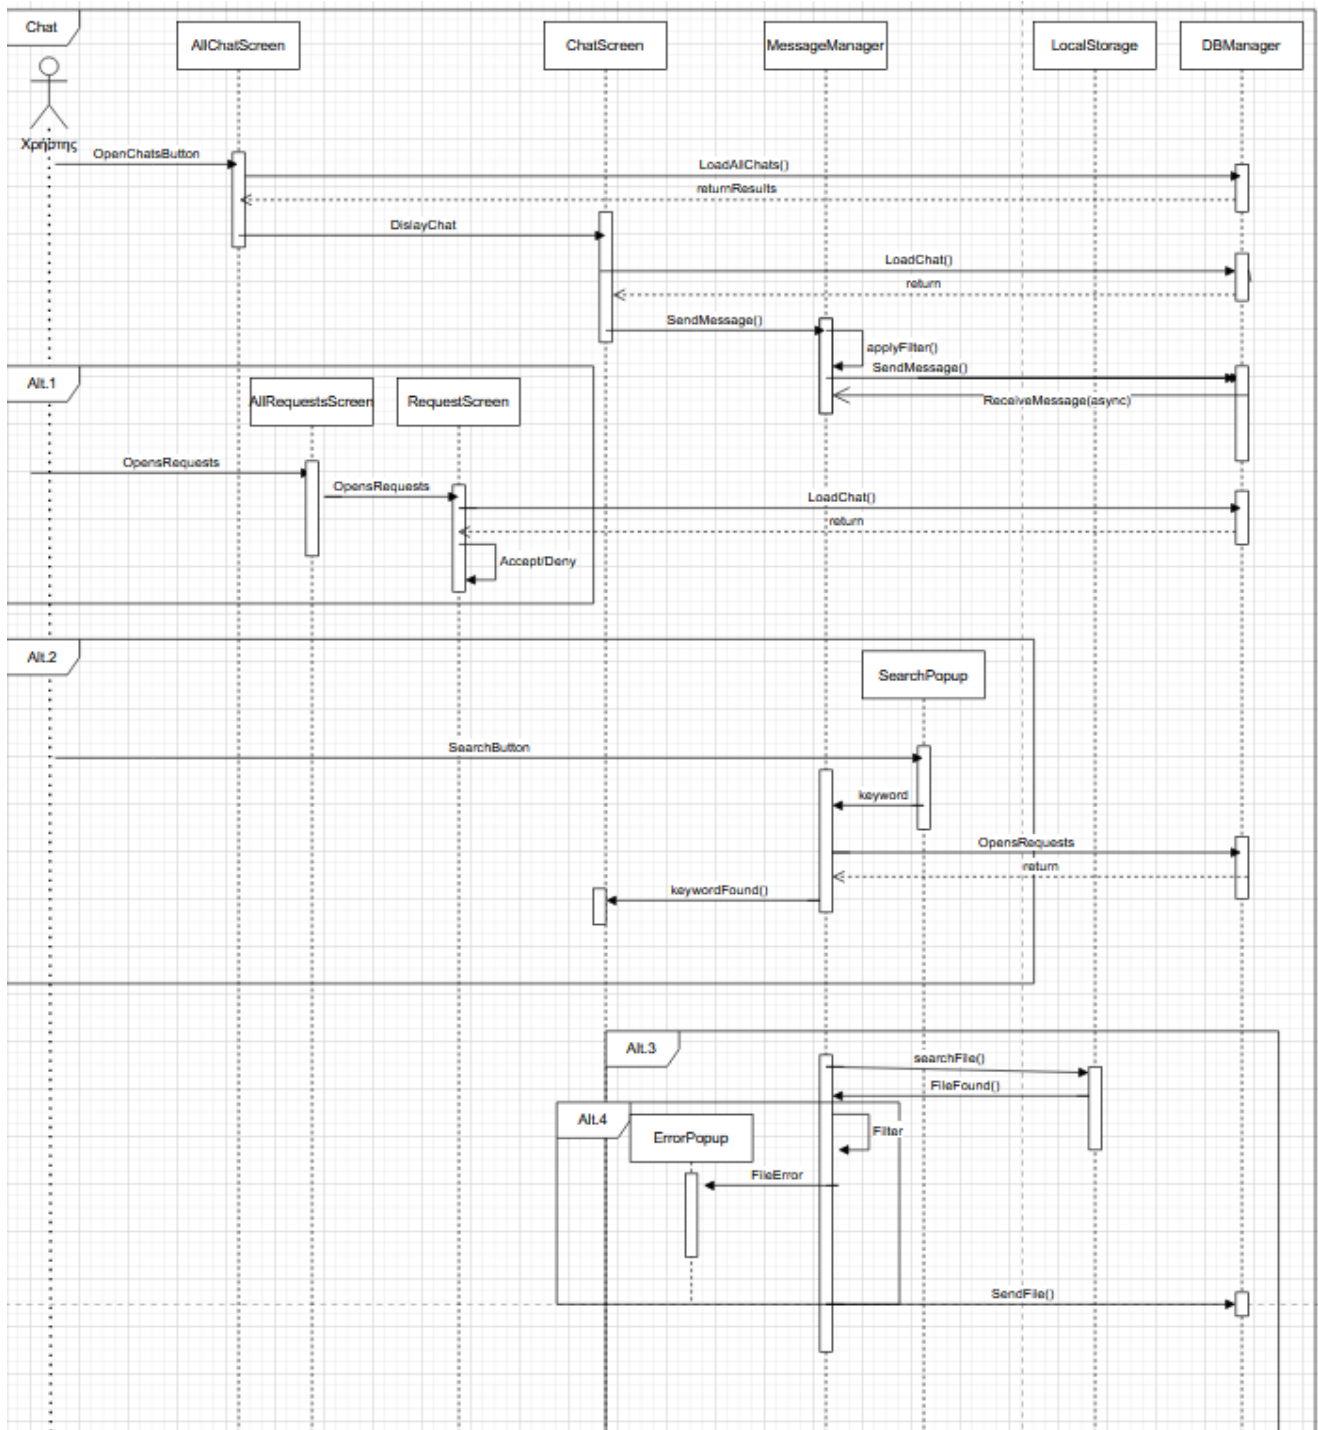 Chat
AllChatScreen
ChatScreen
MessageManager
LocalStorage
DBManager
Χρήστης
OpenChatsButton
LoadAllChats()
returnResults
DislayChat
LoadChat()
return
SendMessage()
applyFilter()
SendMessage()
ReceiveMessage(async)
Alt.1
AllRequestsScreen
RequestScreen
OpensRequests
OpensRequests
LoadChat()
return
Accept/Deny
Alt.2
SearchPopup
SearchButton
keyword
OpensRequests
return
keywordFound()
Alt.3
searchFile()
FileFound()
Alt.4
ErrorPopup
Filter
FileError
SendFile()